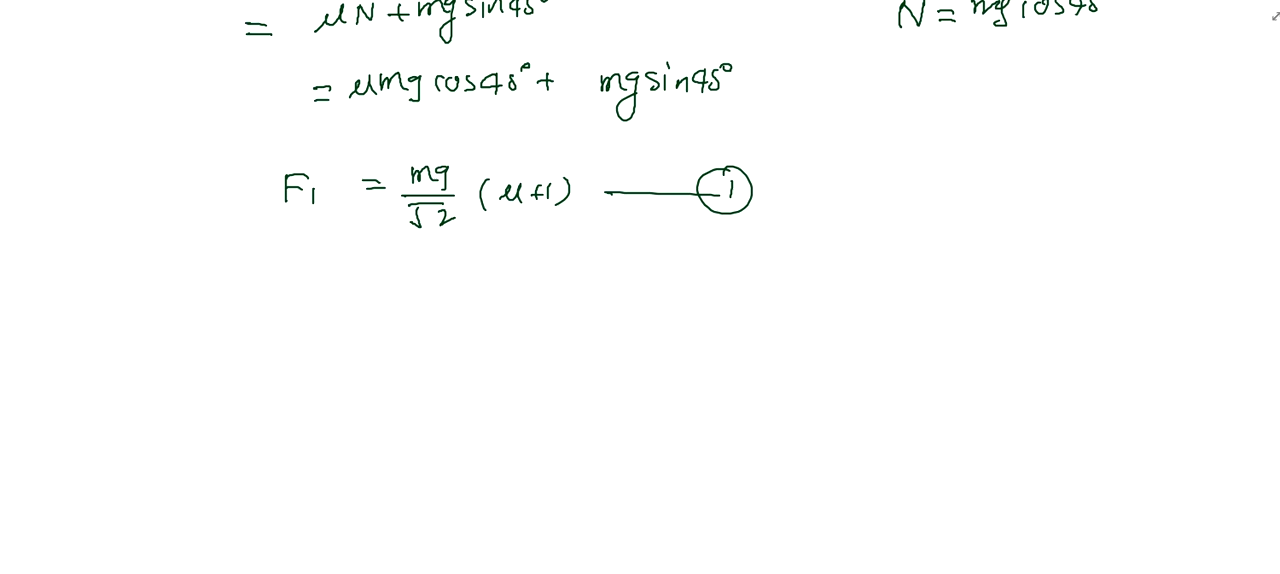 = μN + mg sin45° N = mg cos45
= μmg cos45° + mg sin45°
F₁ = mg/√2 (μ+1) —— ①